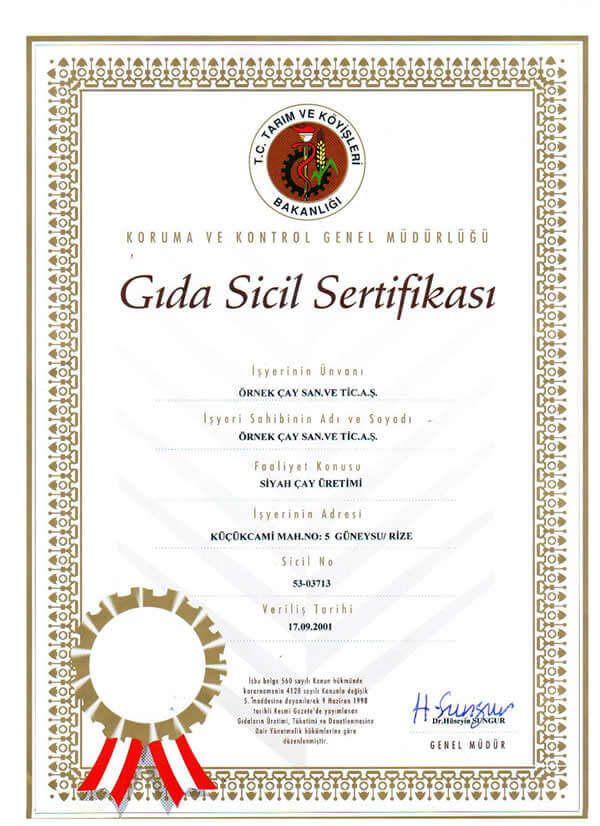 T.C. TARIM VE KÖYİŞLERİ
BAKANLIĞI
KORUMA VE KONTROL GENEL MÜDÜRLÜĞÜ
Gıda Sicil Sertifikası
İşyerinin Ünvanı
ÖRNEK ÇAY SAN.VE TİC.A.Ş.
İşyeri Sahibinin Adı ve Soyadı
ÖRNEK ÇAY SAN.VE TİC.A.Ş.
Faaliyet Konusu
SİYAH ÇAY ÜRETİMİ
İşyerinin Adresi
KÜÇÜKCAMİ MAH.NO: 5 GÜNEYSU/ RİZE
Sicil No
53-03713
Veriliş Tarihi
17.09.2001
İşbu belge 560 sayılı Kanun hükmünde
kararnamenin 4128 sayılı Kanunla değişik
5. maddesine dayanılarak 9 Haziran 1998
tarihli Resmi Gazete'de yayımlanan
Gıdaların Üretimi, Tüketimi ve Denetlenmesine
Dair Yönetmelik hükümlerine göre
düzenlenmiştir.
H Sungur
Dr.Hüseyin SUNGUR
GENEL MÜDÜR